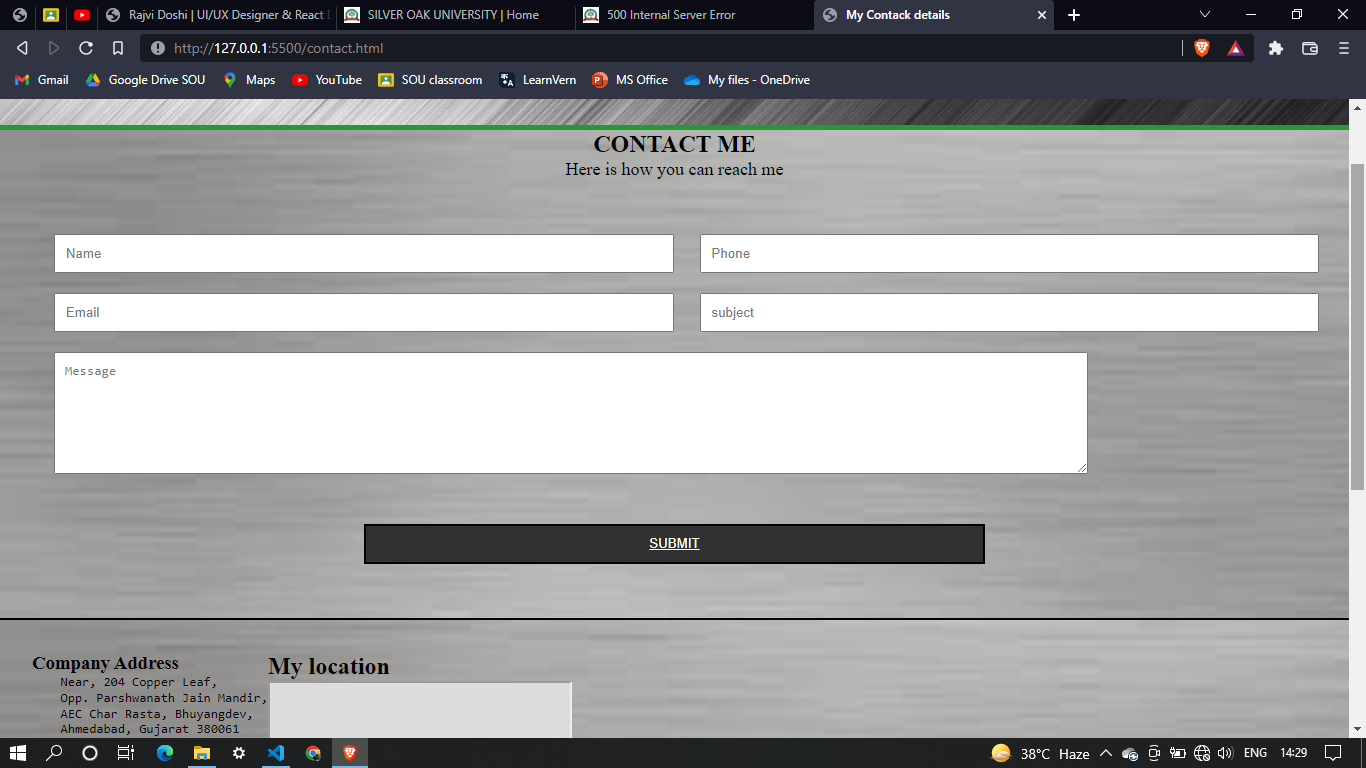 Rajvi Doshi | UI/UX Designer & React D
SILVER OAK UNIVERSITY | Home
500 Internal Server Error
My Contack details
http://127.0.0.1:5500/contact.html
Gmail
Google Drive SOU
Maps
YouTube
SOU classroom
LearnVern
MS Office
My files - OneDrive
CONTACT ME
Here is how you can reach me
Name
Phone
Email
subject
Message
SUBMIT
Company Address
Near, 204 Copper Leaf,
Opp. Parshwanath Jain Mandir,
AEC Char Rasta, Bhuyangdev,
Ahmedabad, Gujarat 380061
My location
38°C Haze
ENG
14:29